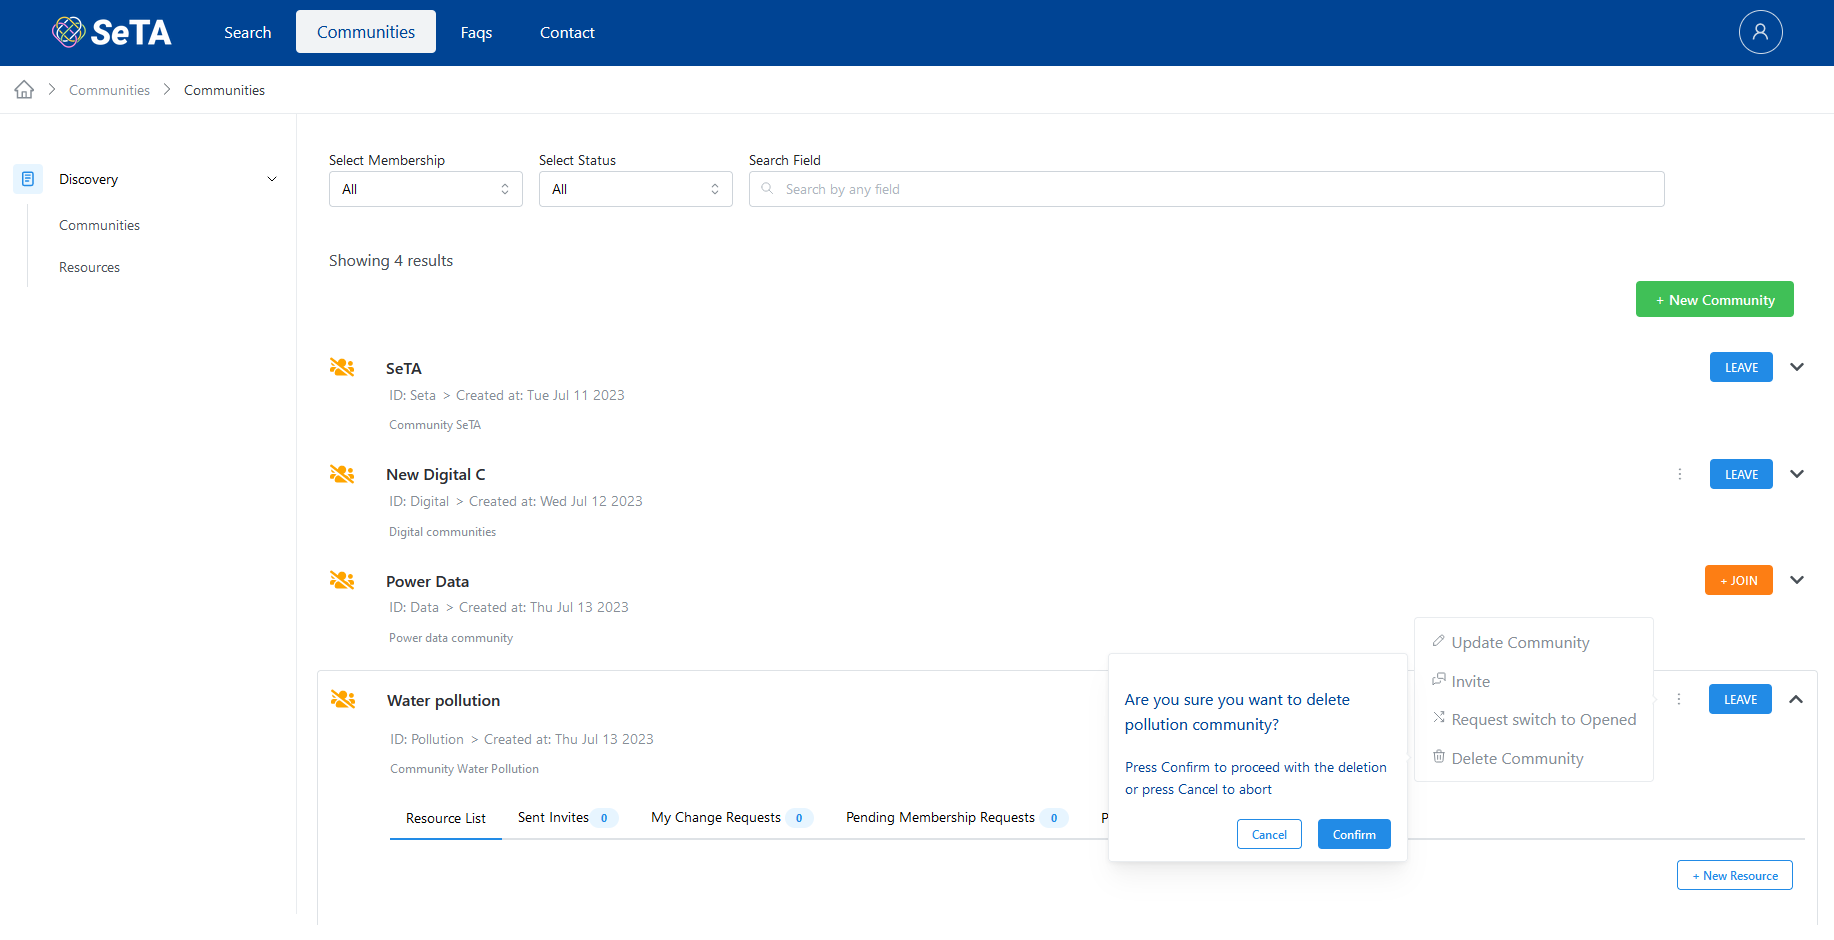 SeTA
Search
Communities
Faqs
Contact
Communities
Communities
Discovery
Communities
Resources
Select Membership
Select Status
Search Field
All
All
Search by any field
Showing 4 results
+ New Community
SeTA
LEAVE
ID: Seta > Created at: Tue Jul 11 2023
Community SeTA
New Digital C
LEAVE
ID: Digital > Created at: Wed Jul 12 2023
Digital communities
Power Data
+ JOIN
ID: Data > Created at: Thu Jul 13 2023
Power data community
Water pollution
LEAVE
ID: Pollution > Created at: Thu Jul 13 2023
Community Water Pollution
Update Community
Invite
Request switch to Opened
Delete Community
Are you sure you want to delete
pollution community?
Press Confirm to proceed with the deletion
or press Cancel to abort
Cancel
Confirm
Resource List
Sent Invites 0
My Change Requests 0
Pending Membership Requests 0
P
+ New Resource